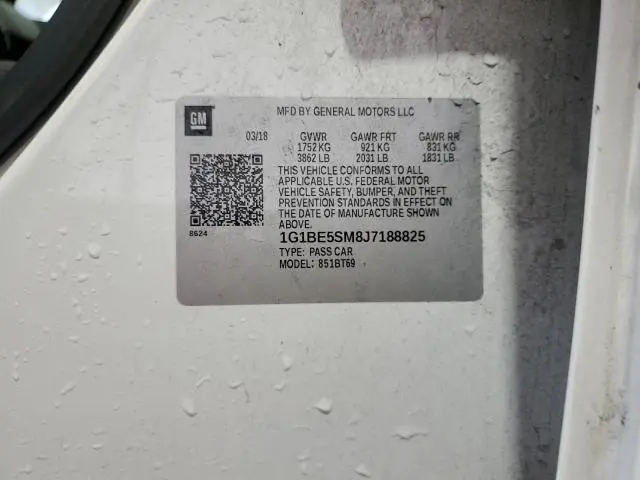 GM
MFD BY GENERAL MOTORS LLC
03/18 GVWR GAWR FRT GAWR RR
1752 KG 921 KG 831 KG
3862 LB 2031 LB 1831 LB
THIS VEHICLE CONFORMS TO ALL
APPLICABLE U.S. FEDERAL MOTOR
VEHICLE SAFETY, BUMPER, AND THEFT
PREVENTION STANDARDS IN EFFECT ON
THE DATE OF MANUFACTURE SHOWN
ABOVE.
8624
1G1BE5SM8J7188825
TYPE: PASS CAR
MODEL: 851BT69